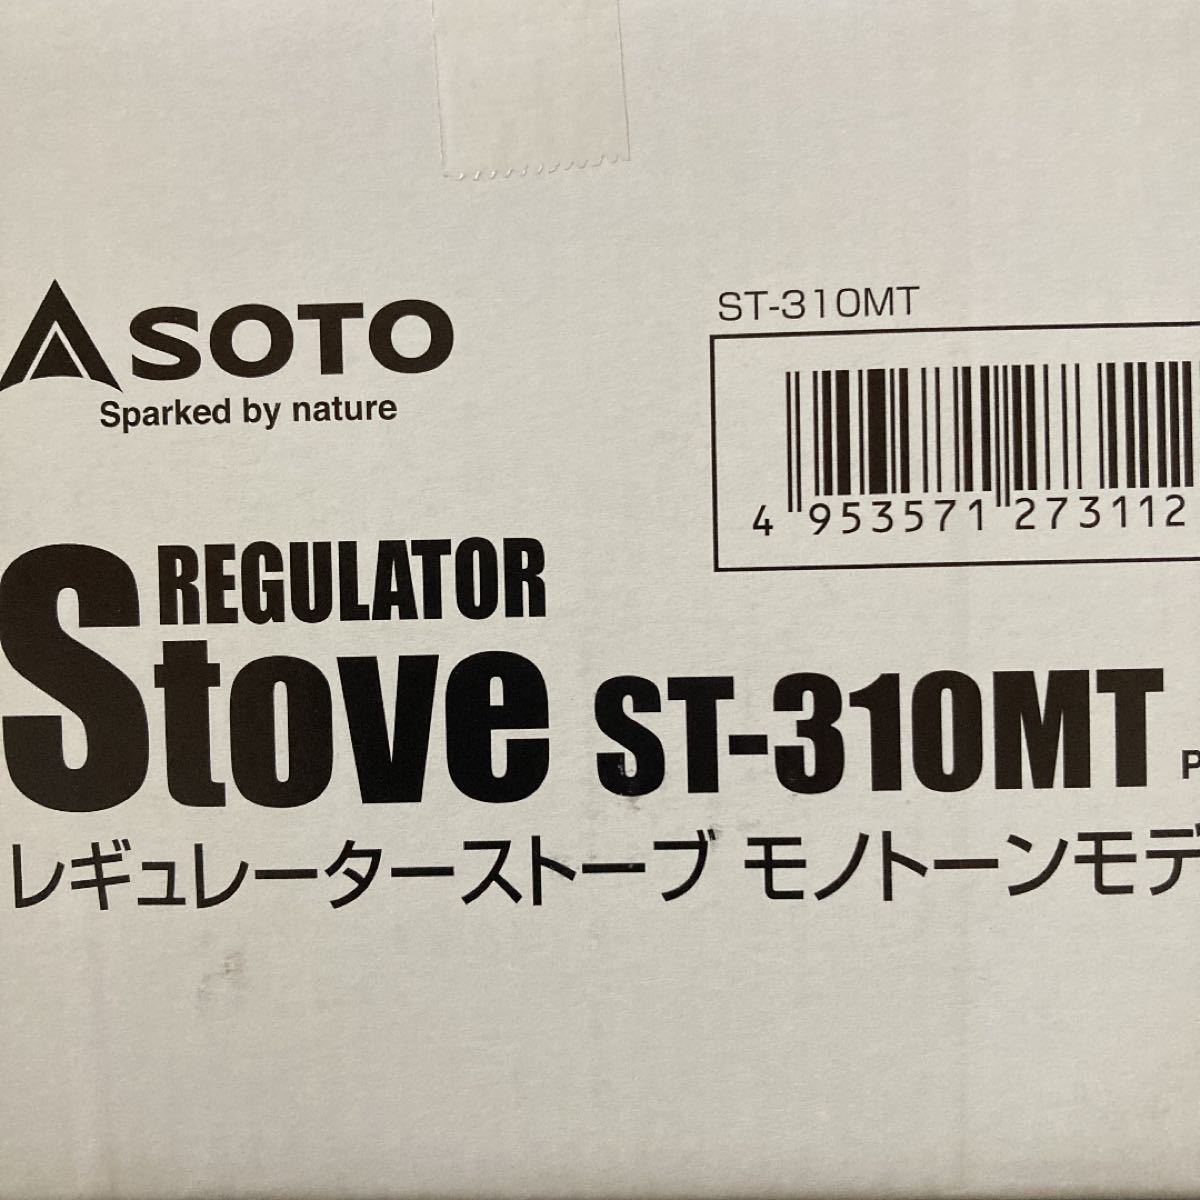 SOTO
Sparked by nature
ST-310MT
4 953571 273112
REGULATOR
Stove ST-310MT
レギュレーターストーブ モノトーンモデ